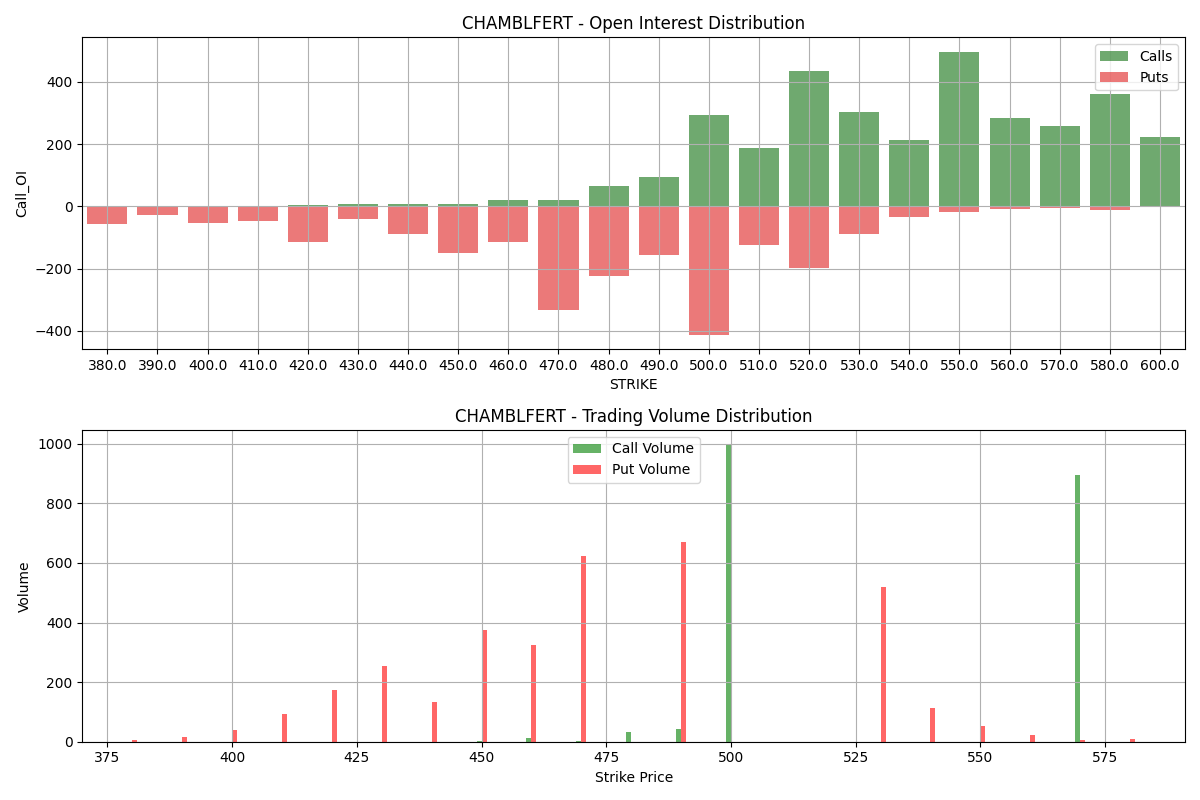 CHAMBLFERT - Open Interest Distribution
Call_OI
400
200
0
−200
−400
Calls
Puts
380.0 390.0 400.0 410.0 420.0 430.0 440.0 450.0 460.0 470.0 480.0 490.0 500.0 510.0 520.0 530.0 540.0 550.0 560.0 570.0 580.0 600.0
STRIKE
CHAMBLFERT - Trading Volume Distribution
Volume
1000
800
600
400
200
0
Call Volume
Put Volume
375 400 425 450 475 500 525 550 575
Strike Price